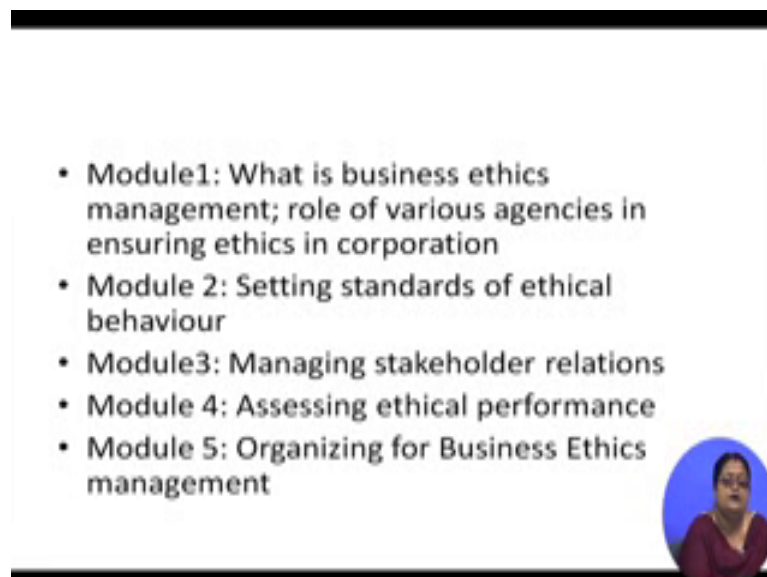 • Module1: What is business ethics
management; role of various agencies in
ensuring ethics in corporation
• Module 2: Setting standards of ethical
behaviour
• Module3: Managing stakeholder relations
• Module 4: Assessing ethical performance
• Module 5: Organizing for Business Ethics
management